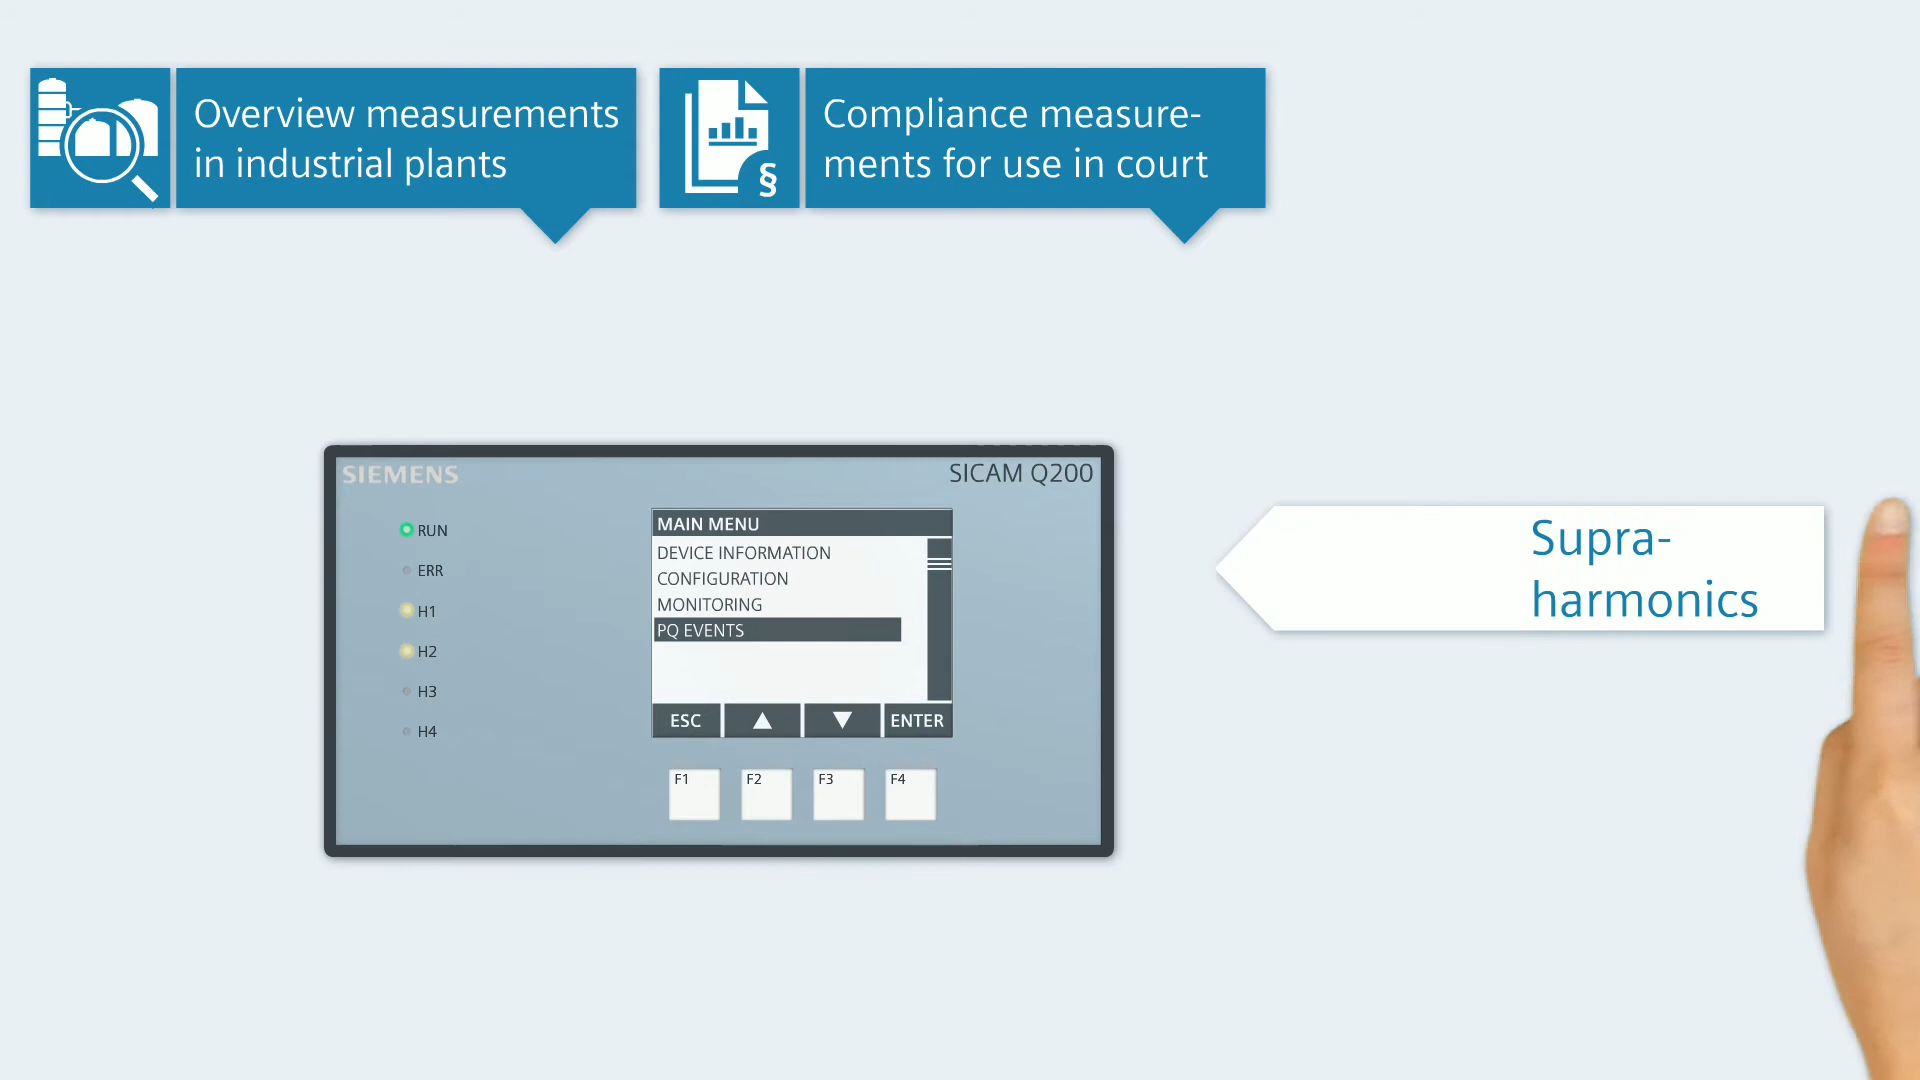 Overview measurements
in industrial plants
Compliance measure-
ments for use in court
§
SIEMENS
SICAM Q200
RUN
ERR
H1
H2
H3
H4
MAIN MENU
DEVICE INFORMATION
CONFIGURATION
MONITORING
PQ EVENTS
ESC ▲ ▼ ENTER
F1 F2 F3 F4
Supra-
harmonics